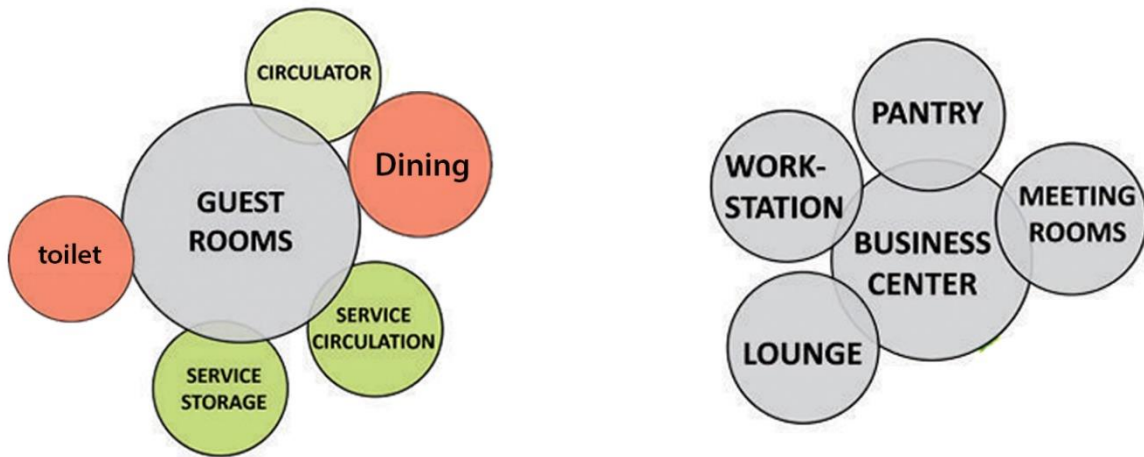 CIRCULATOR
Dining
GUEST
ROOMS
toilet
SERVICE
CIRCULATION
SERVICE
STORAGE
PANTRY
WORK-
STATION
MEETING
ROOMS
BUSINESS
CENTER
LOUNGE